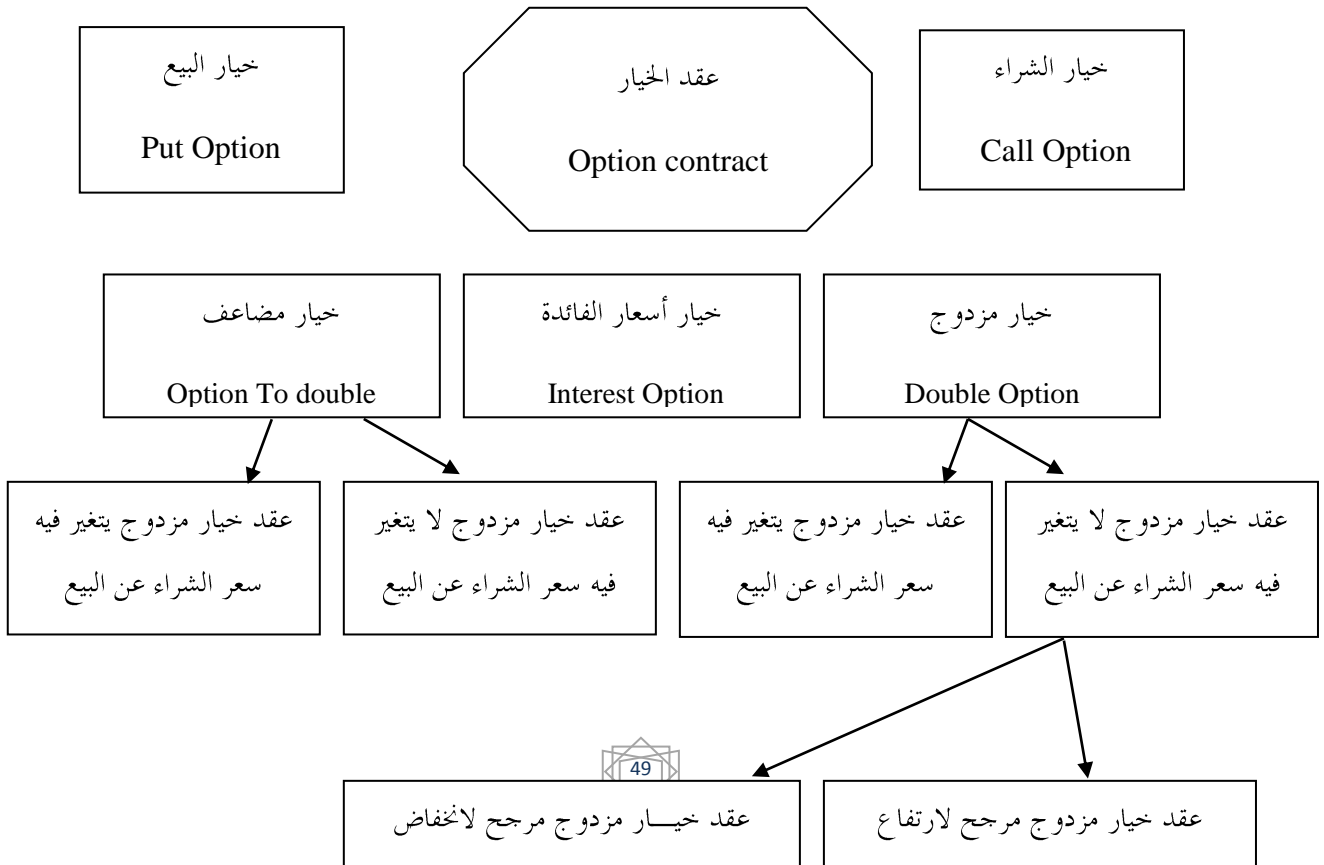 خيار الشراء
Call Option
عقد الخيار
Option contract
خيار البيع
Put Option
خيار مزدوج
Double Option
خيار أسعار الفائدة
Interest Option
خيار مضاعف
Option To double
عقد خيار مزدوج لا يتغير
فيه سعر الشراء عن البيع
عقد خيار مزدوج يتغير فيه
سعر الشراء عن البيع
عقد خيار مزدوج لا يتغير
فيه سعر الشراء عن البيع
عقد خيار مزدوج يتغير فيه
سعر الشراء عن البيع
49
عقد خيار مزدوج مرجح لارتفاع
عقد خيـــار مزدوج مرجح لانخفاض